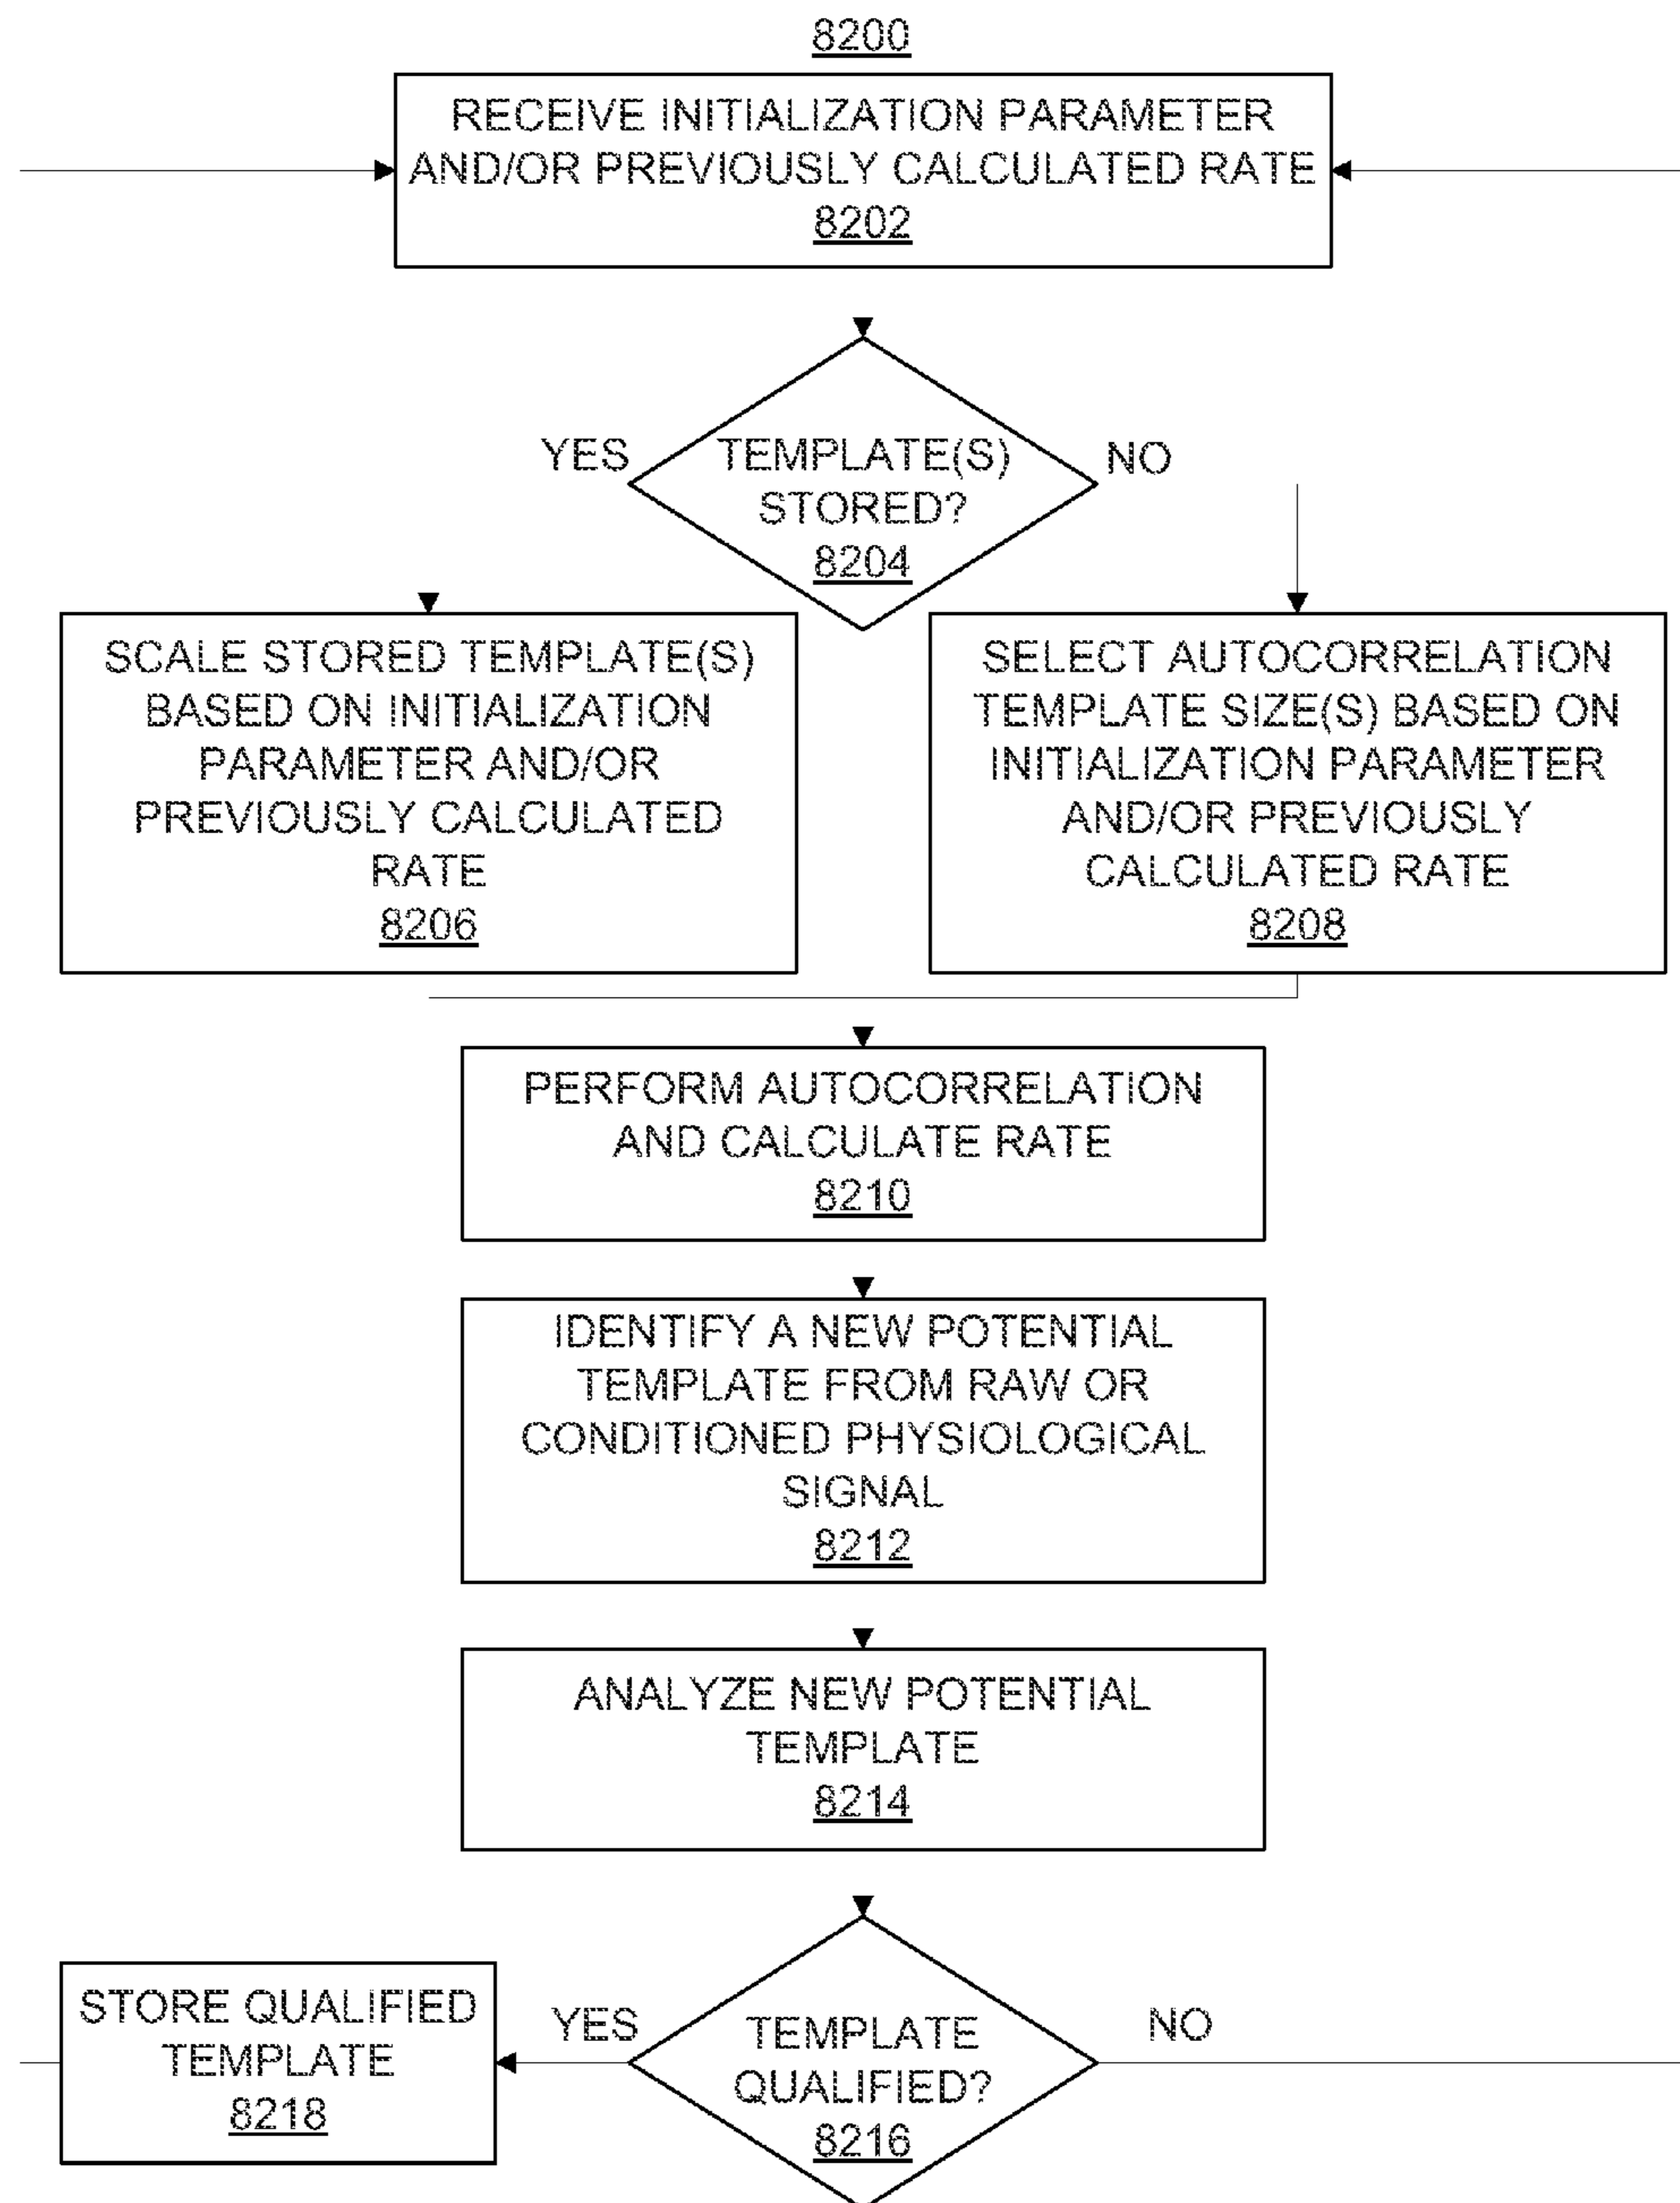 8200
RECEIVE INITIALIZATION PARAMETER
AND/OR PREVIOUSLY CALCULATED RATE
8202
YES
TEMPLATE(S)
STORED?
8204
NO
SCALE STORED TEMPLATE(S)
BASED ON INITIALIZATION
PARAMETER AND/OR
PREVIOUSLY CALCULATED
RATE
8206
SELECT AUTOCORRELATION
TEMPLATE SIZE(S) BASED ON
INITIALIZATION PARAMETER
AND/OR PREVIOUSLY
CALCULATED RATE
8208
PERFORM AUTOCORRELATION
AND CALCULATE RATE
8210
IDENTIFY A NEW POTENTIAL
TEMPLATE FROM RAW OR
CONDITIONED PHYSIOLOGICAL
SIGNAL
8212
ANALYZE NEW POTENTIAL
TEMPLATE
8214
STORE QUALIFIED
TEMPLATE
8218
YES
TEMPLATE
QUALIFIED?
8216
NO